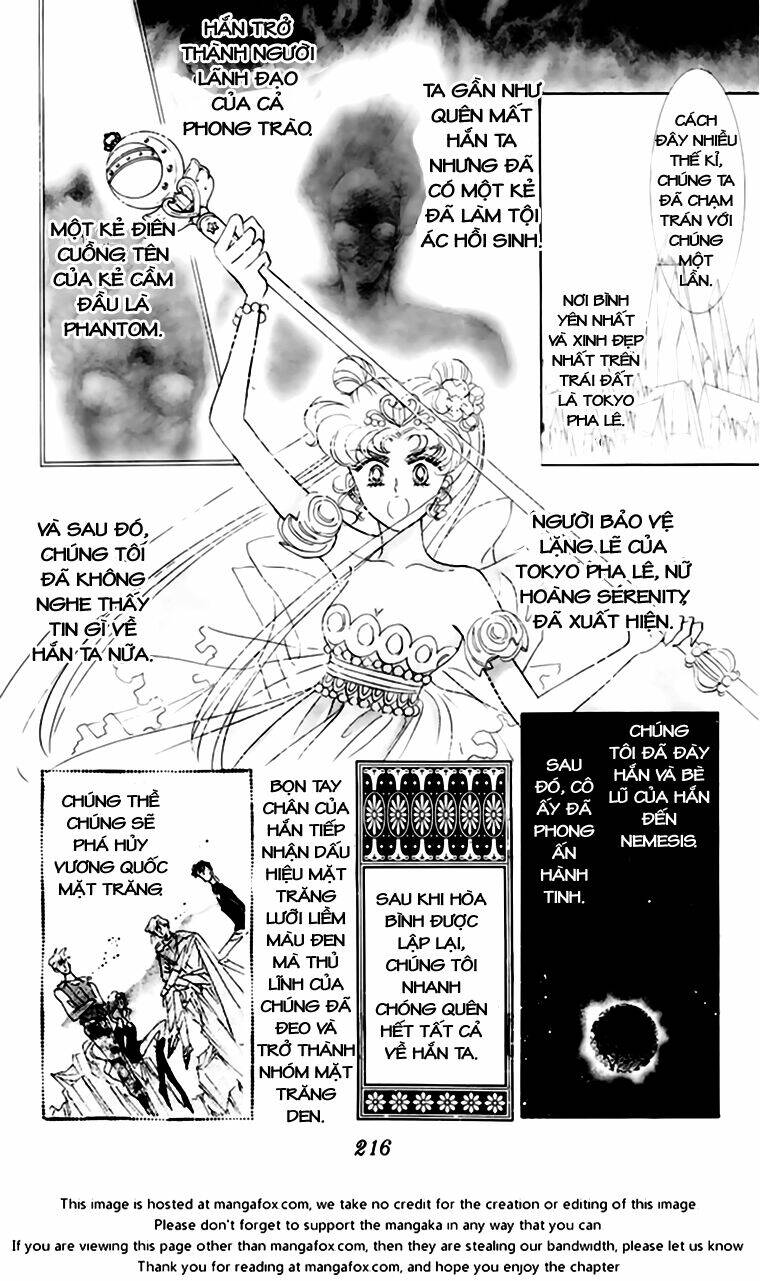 CÁCH
ĐÂY NHIỀU
THẾ KỈ,
CHÚNG TA
ĐÃ CHẠM
TRÁN VỚI
CHÚNG
MỘT
LẦN.
NƠI BÌNH
YÊN NHẤT
VÀ XINH ĐẸP
NHẤT TRÊN
TRÁI ĐẤT
LÀ TOKYO
PHA LÊ.
TA GẦN NHƯ
QUÊN MẤT
HẮN TA
NHƯNG ĐÃ
CÓ MỘT KẺ
ĐÃ LÀM TỘI
ÁC HỒI SINH!
HẮN TRỞ
THÀNH NGƯỜI
LÃNH ĐẠO
CỦA CẢ
PHONG TRÀO.
MỘT KẺ ĐIÊN
CUỒNG TÊN
CỦA KẺ CẦM
ĐẦU LÀ
PHANTOM.
NGƯỜI BẢO VỆ
LẶNG LẼ CỦA
TOKYO PHA LÊ, NỮ
HOÀNG SERENITY,
ĐÃ XUẤT HIỆN.
VÀ SAU ĐÓ,
CHÚNG TÔI
ĐÃ KHÔNG
NGHE THẤY
TIN GÌ VỀ
HẮN TA NỮA.
CHÚNG
TÔI ĐÃ ĐÀY
HẮN VÀ BÈ
LŨ CỦA HẮN
ĐẾN
NEMESIS.
SAU
ĐÓ, CÔ
ẤY ĐÃ
PHONG
ẤN
HÀNH
TINH.
SAU KHI HÒA
BÌNH ĐƯỢC
LẬP LẠI,
CHÚNG TÔI
NHANH
CHÓNG QUÊN
HẾT TẤT CẢ
VỀ HẮN TA.
BỌN TAY
CHÂN CỦA
HẮN TIẾP
NHẬN DẤU
HIỆU MẶT
TRĂNG
LƯỠI LIỀM
MÀU ĐEN
MÀ THỦ
LĨNH CỦA
CHÚNG ĐÃ
ĐEO VÀ
TRỞ THÀNH
NHÓM MẶT
TRĂNG
DEN.
CHÚNG THỀ
CHÚNG SẼ
PHÁ HỦY
VƯƠNG QUỐC
MẶT TRĂNG.
216
This image is hosted at mangafox.com, we take no credit for the creation or editing of this image
Please don't forget to support the mangaka in any way that you can
If you are viewing this page other than mangafox.com, then they are stealing our bandwidth, please let us know
Thank you for reading at mangafox.com, and hope you enjoy the chapter